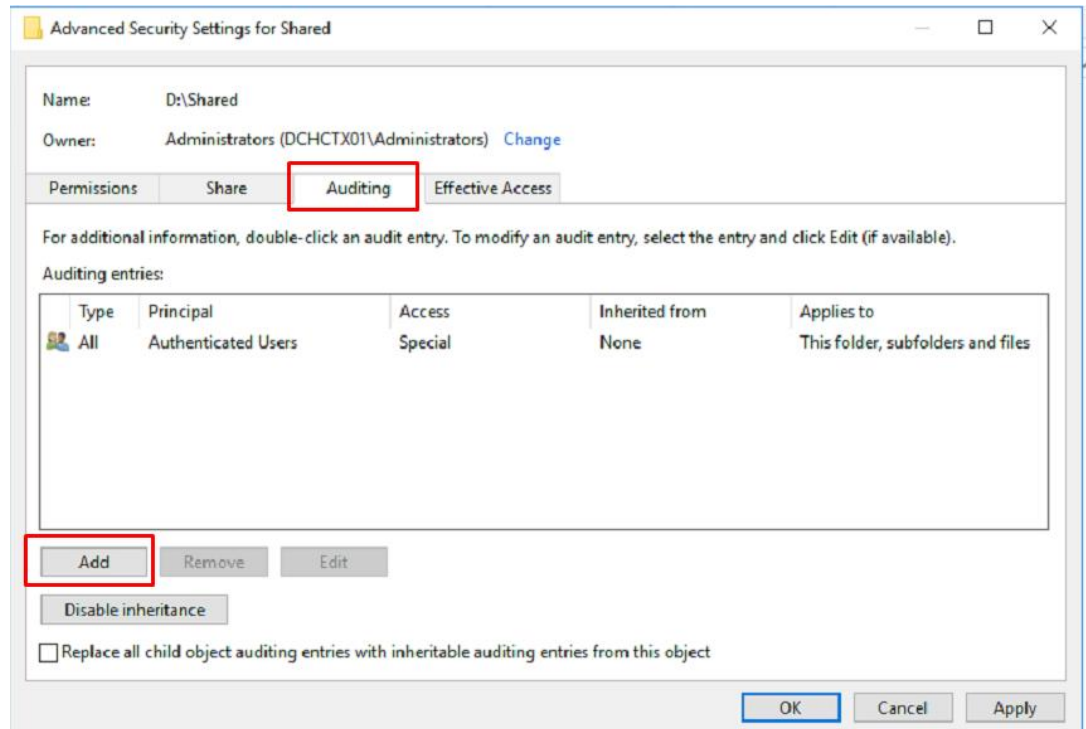 Advanced Security Settings for Shared
Name: D:\Shared
Owner: Administrators (DCHCTX01\Administrators) Change
Permissions Share Auditing Effective Access
For additional information, double-click an audit entry. To modify an audit entry, select the entry and click Edit (if available).
Auditing entries:
Type Principal Access Inherited from Applies to
All Authenticated Users Special None This folder, subfolders and files
Add Remove Edit
Disable inheritance
Replace all child object auditing entries with inheritable auditing entries from this object
OK Cancel Apply